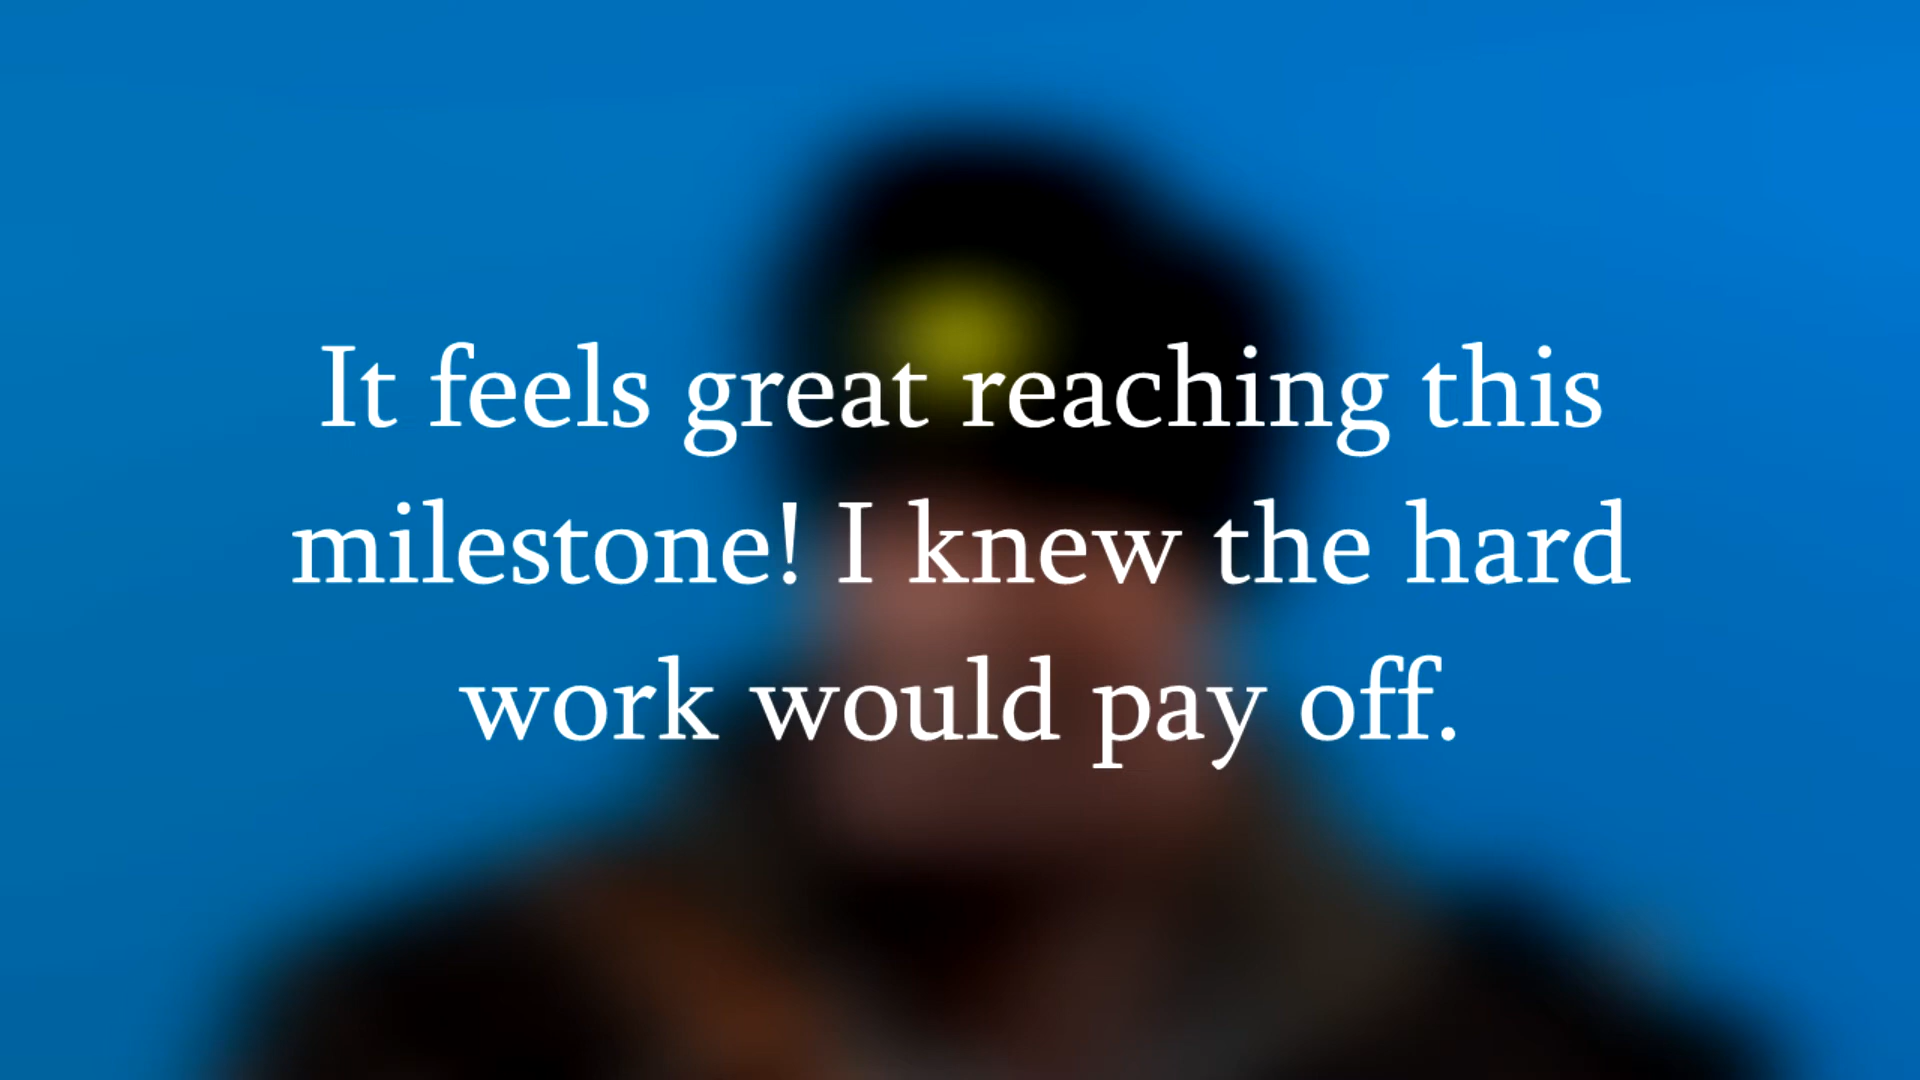 It feels great reaching this
milestone! I knew the hard
work would pay off.